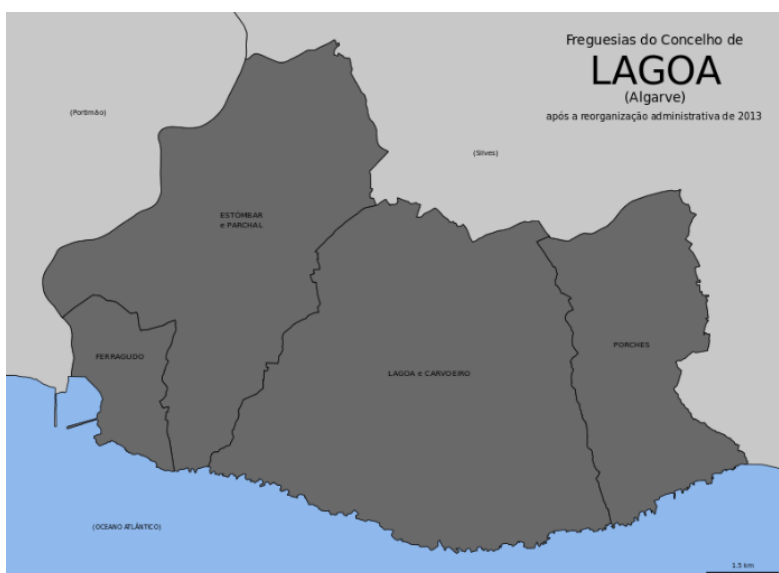 Freguesias do Concelho de
LAGOA
(Algarve)
após a reorganização administrativa de 2013
(Portimão)
(Silves)
ESTÔMBAR
e PARCHAL
PORCHES
FERRAGUDO
LAGOA e CARVOEIRO
(OCEANO ATLÂNTICO)
1.5 km